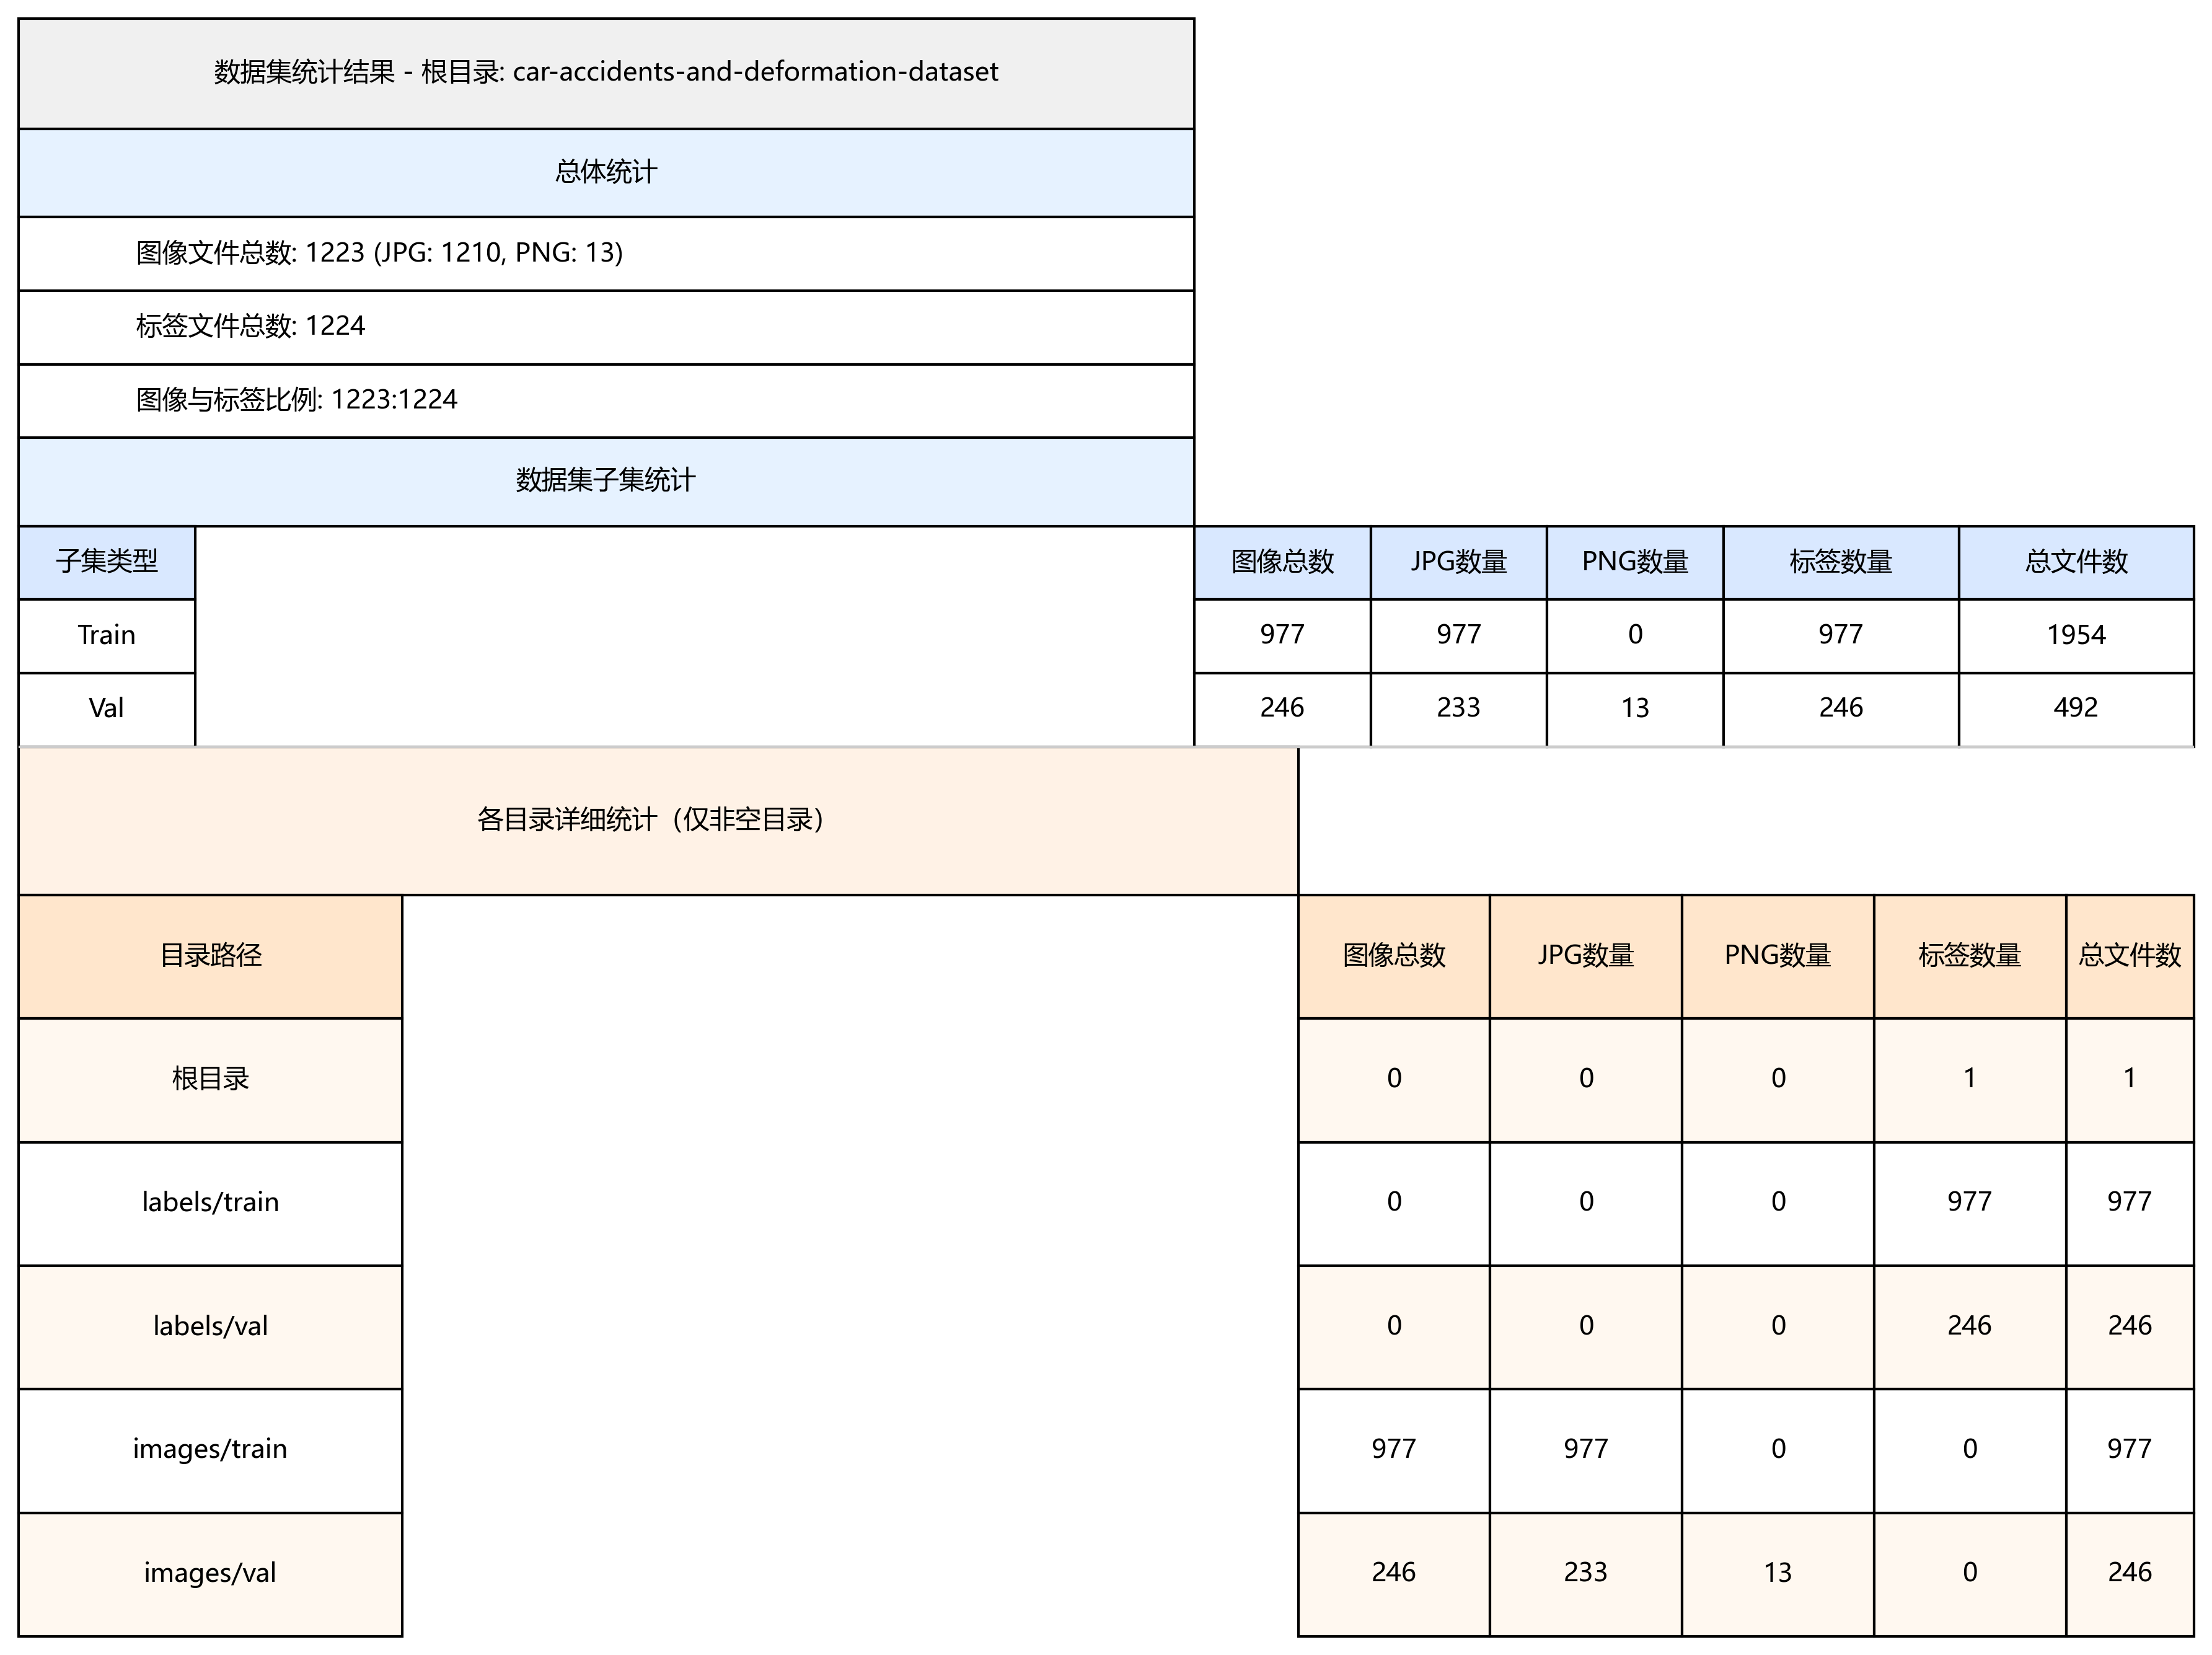 数据集统计结果 - 根目录: car-accidents-and-deformation-dataset
总体统计
图像文件总数: 1223 (JPG: 1210, PNG: 13)
标签文件总数: 1224
图像与标签比例: 1223:1224
数据集子集统计
子集类型 图像总数 JPG数量 PNG数量 标签数量 总文件数
Train 977 977 0 977 1954
Val 246 233 13 246 492
各目录详细统计（仅非空目录）
目录路径 图像总数 JPG数量 PNG数量 标签数量 总文件数
根目录 0 0 0 1 1
labels/train 0 0 0 977 977
labels/val 0 0 0 246 246
images/train 977 977 0 0 977
images/val 246 233 13 0 246